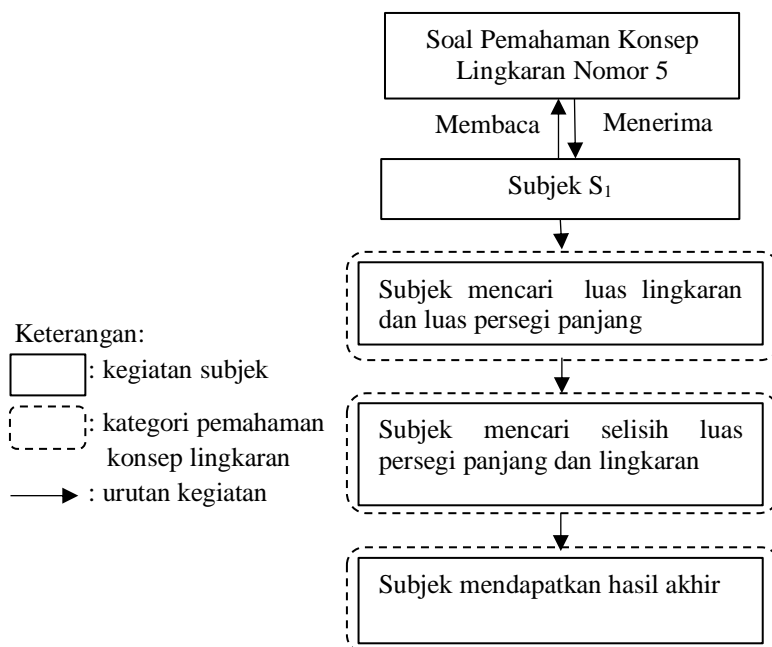 Soal Pemahaman Konsep
Lingkaran Nomor 5
Membaca
Menerima
Subjek S₁
Subjek mencari luas lingkaran
dan luas persegi panjang
Keterangan:
: kegiatan subjek
: kategori pemahaman
konsep lingkaran
: urutan kegiatan
Subjek mencari selisih luas
persegi panjang dan lingkaran
Subjek mendapatkan hasil akhir